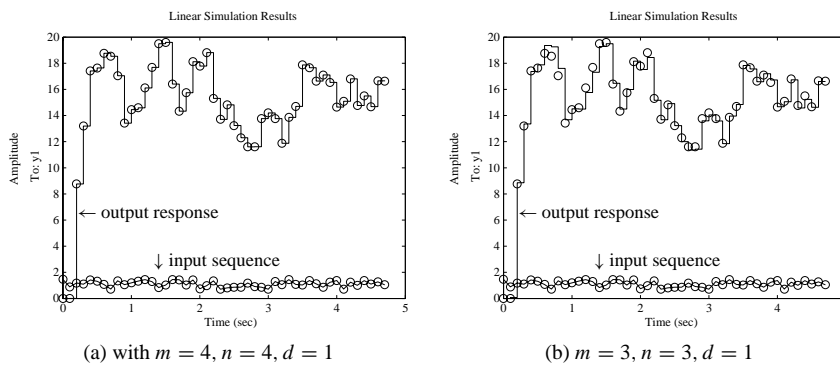 Linear Simulation Results
20
18
16
14
12
10
8
6
4
2
0
Amplitude
To: y1
← output response
↓ input sequence
0 1 2 3 4 5
Time (sec)
(a) with m = 4, n = 4, d = 1
Linear Simulation Results
20
18
16
14
12
10
8
6
4
2
0
Amplitude
To: y1
← output response
↓ input sequence
0 1 2 3 4
Time (sec)
(b) m = 3, n = 3, d = 1